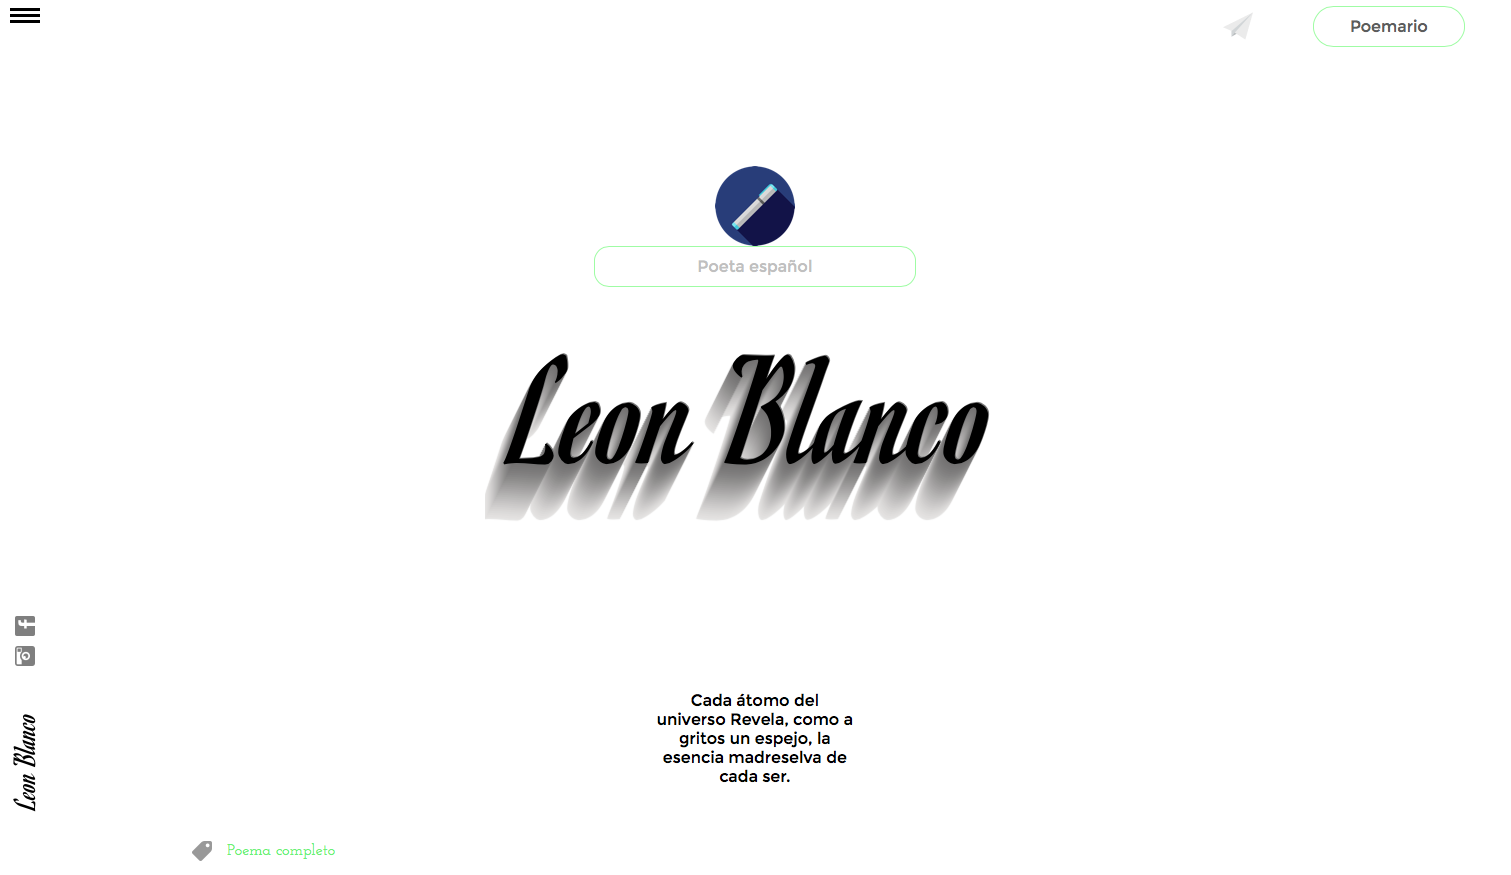 Poemario
Poeta español
Leon Blanco
Cada átomo del
universo Revela, como a
gritos un espejo, la
esencia madreselva de
cada ser.
Leon Blanco
Poema completo